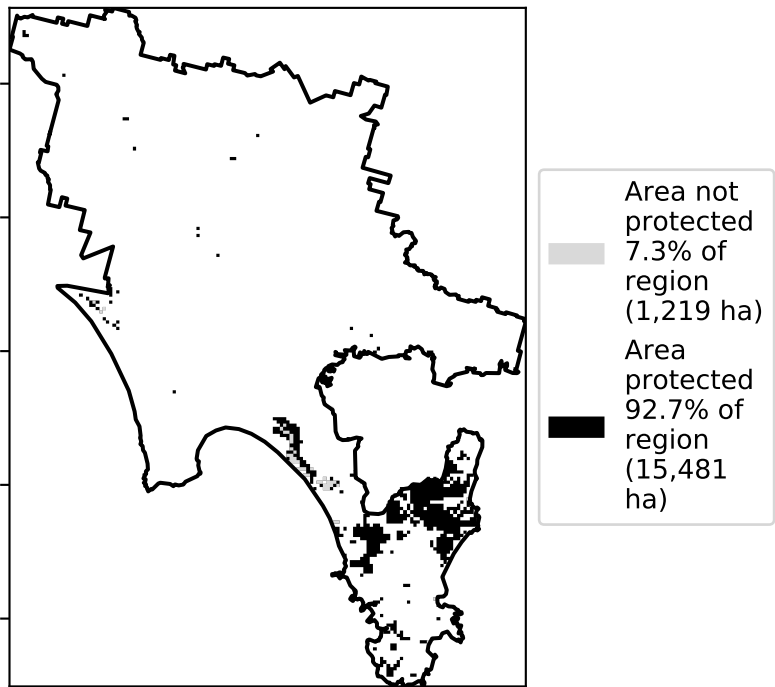 Area not
protected
7.3% of
region
(1,219 ha)
Area
protected
92.7% of
region
(15,481
ha)